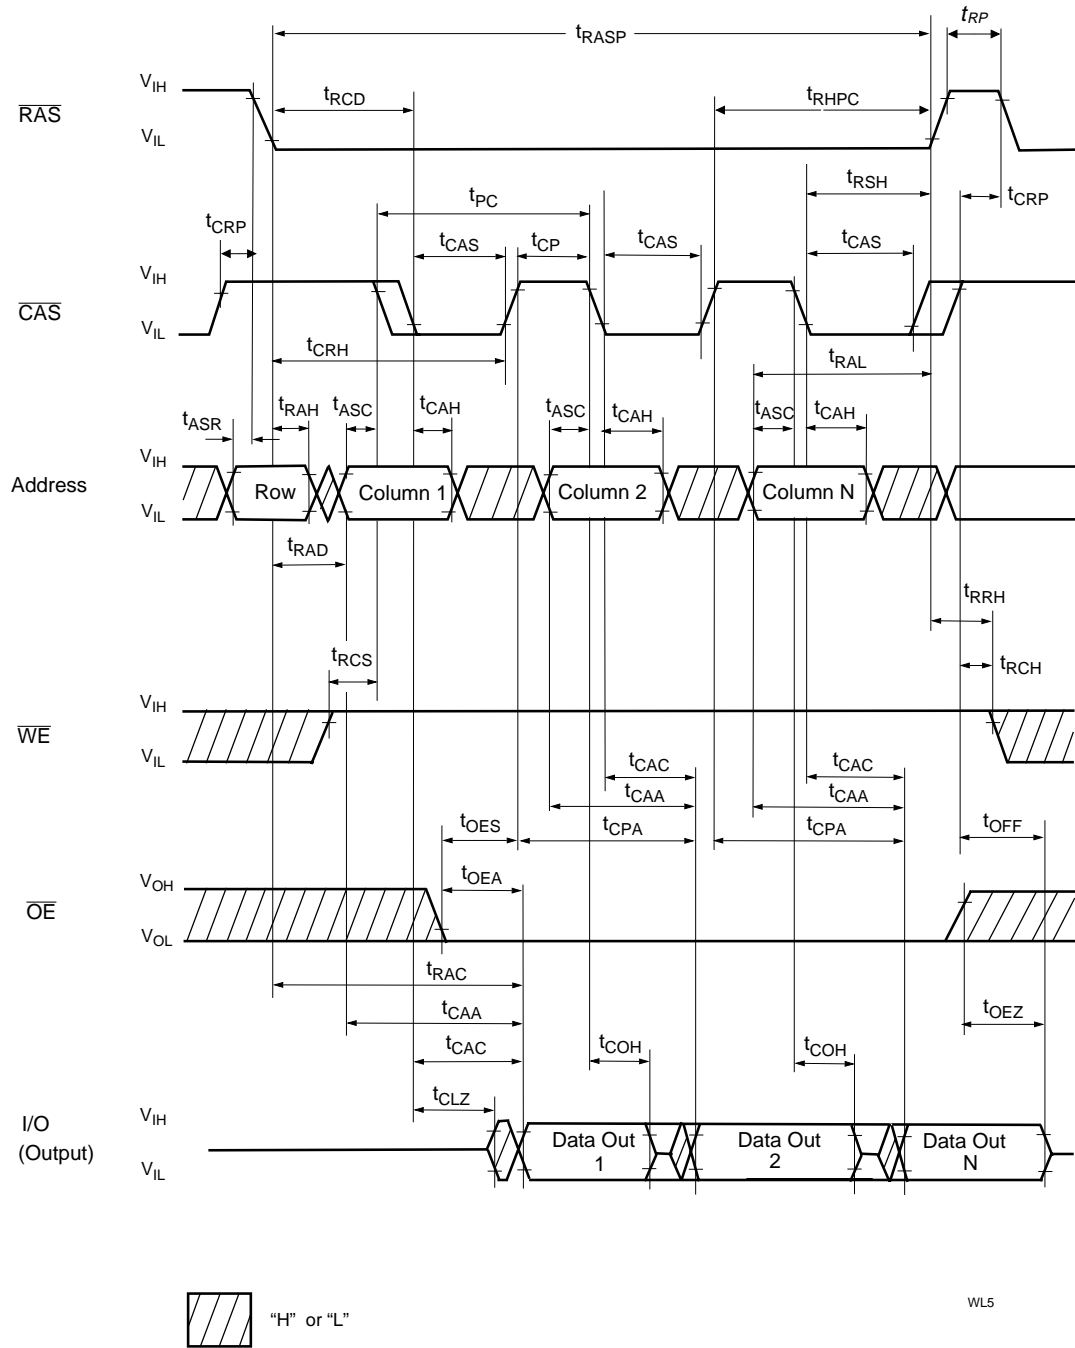 tRP
tRASP
VIH
RAS
VIL
tRCD
tRHPC
tRSH
tPC
tCRP
tCRP
tCAS
tCP
tCAS
tCAS
VIH
CAS
VIL
tCRH
tRAL
tASR
tRAH
tASC
tCAH
tASC
tCAH
tASC
tCAH
VIH
Address
VIL
Row
Column 1
Column 2
Column N
tRAD
tRRH
tRCS
tRCH
VIH
WE
VIL
tCAC
tCAC
tCAA
tCAA
tOES
tCPA
tCPA
tOFF
tOEA
VOH
OE
VOL
tRAC
tCAA
tOEZ
tCAC
tCOH
tCOH
tCLZ
I/O
(Output)
VIH
VIL
Data Out
1
Data Out
2
Data Out
N
WL5
“H” or “L”